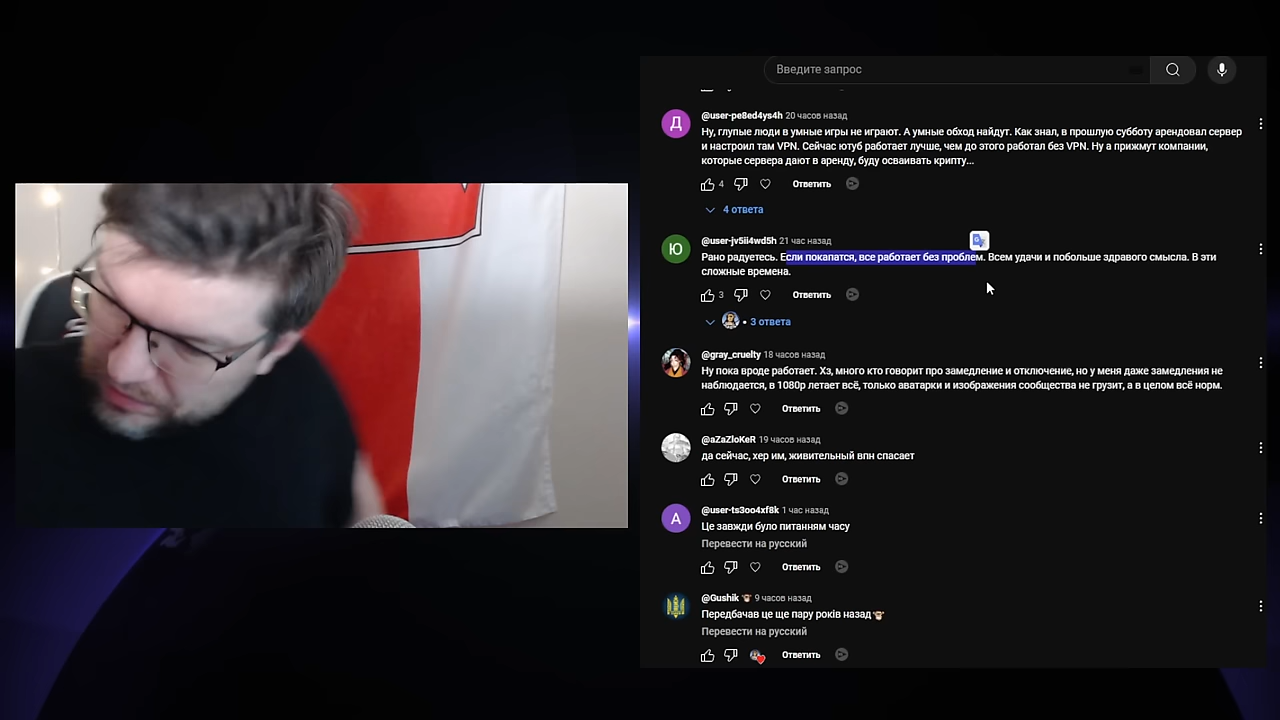 Введите запрос
@user-pe8ed4ys4h 20 часов назад
Ну, глупые люди в умные игры не играют. А умные обход найдут. Как знал, в прошлую субботу арендовал сервер
и настроил там VPN. Сейчас ютуб работает лучше, чем до этого работал без VPN. Ну а прижмут компании,
которые сервера дают в аренду, буду осваивать крипту...
4 Ответить
4 ответа
@user-jv5ii4wd5h 21 час назад
Рано радуетесь. Если покапатся, все работает без проблем. Всем удачи и побольше здравого смысла. В эти
сложные времена.
3 Ответить
• 3 ответа
@gray_cruelty 18 часов назад
Ну пока вроде работает. Хз, много кто говорит про замедление и отключение, но у меня даже замедления не
наблюдается, в 1080p летает всё, только аватарки и изображения сообщества не грузит, а в целом всё норм.
Ответить
@aZaZloKeR 19 часов назад
да сейчас, хер им, живительный впн спасает
Ответить
@user-ts3oo4xf8k 1 час назад
Це завжди було питанням часу
Перевести на русский
Ответить
@Gushik 9 часов назад
Передбачав це ще пару років назад
Перевести на русский
Ответить
Д
Ю
А